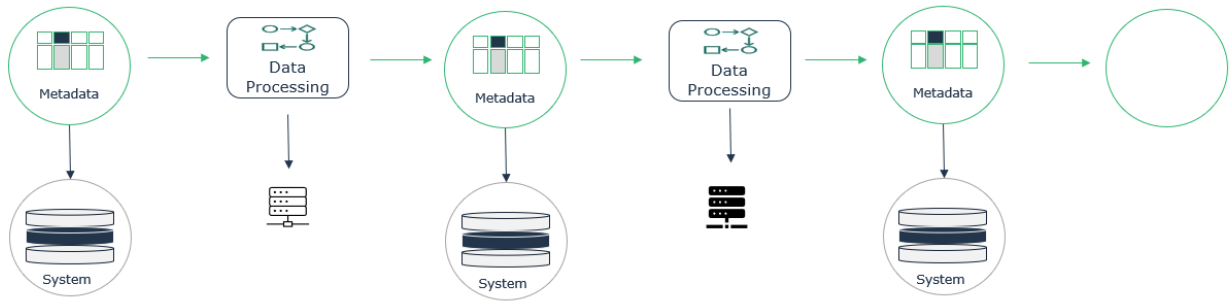 Metadata
Data
Processing
Metadata
Data
Processing
Metadata
System
System
System